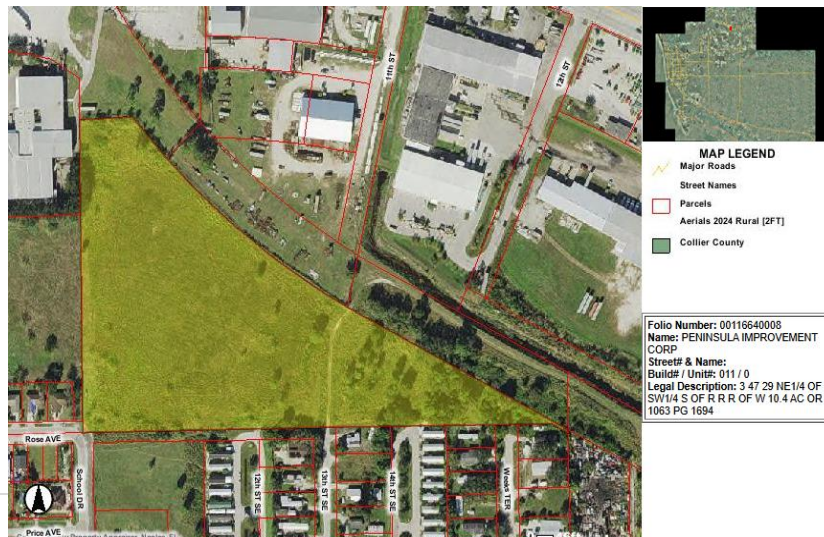 11th ST
13th ST
Rose AVE
School DR
12th ST SE
13th ST SE
14th ST SE
Weeks TER
Price AVE
MAP LEGEND
Major Roads
Street Names
Parcels
Aerials 2024 Rural [2FT]
Collier County
Folio Number: 00116640008
Name: PENINSULA IMPROVEMENT
CORP
Street# & Name:
Build# / Unit#: 011 / 0
Legal Description: 3 47 29 NE1/4 OF
SW1/4 S OF R R R OF W 10.4 AC OR
1063 PG 1694